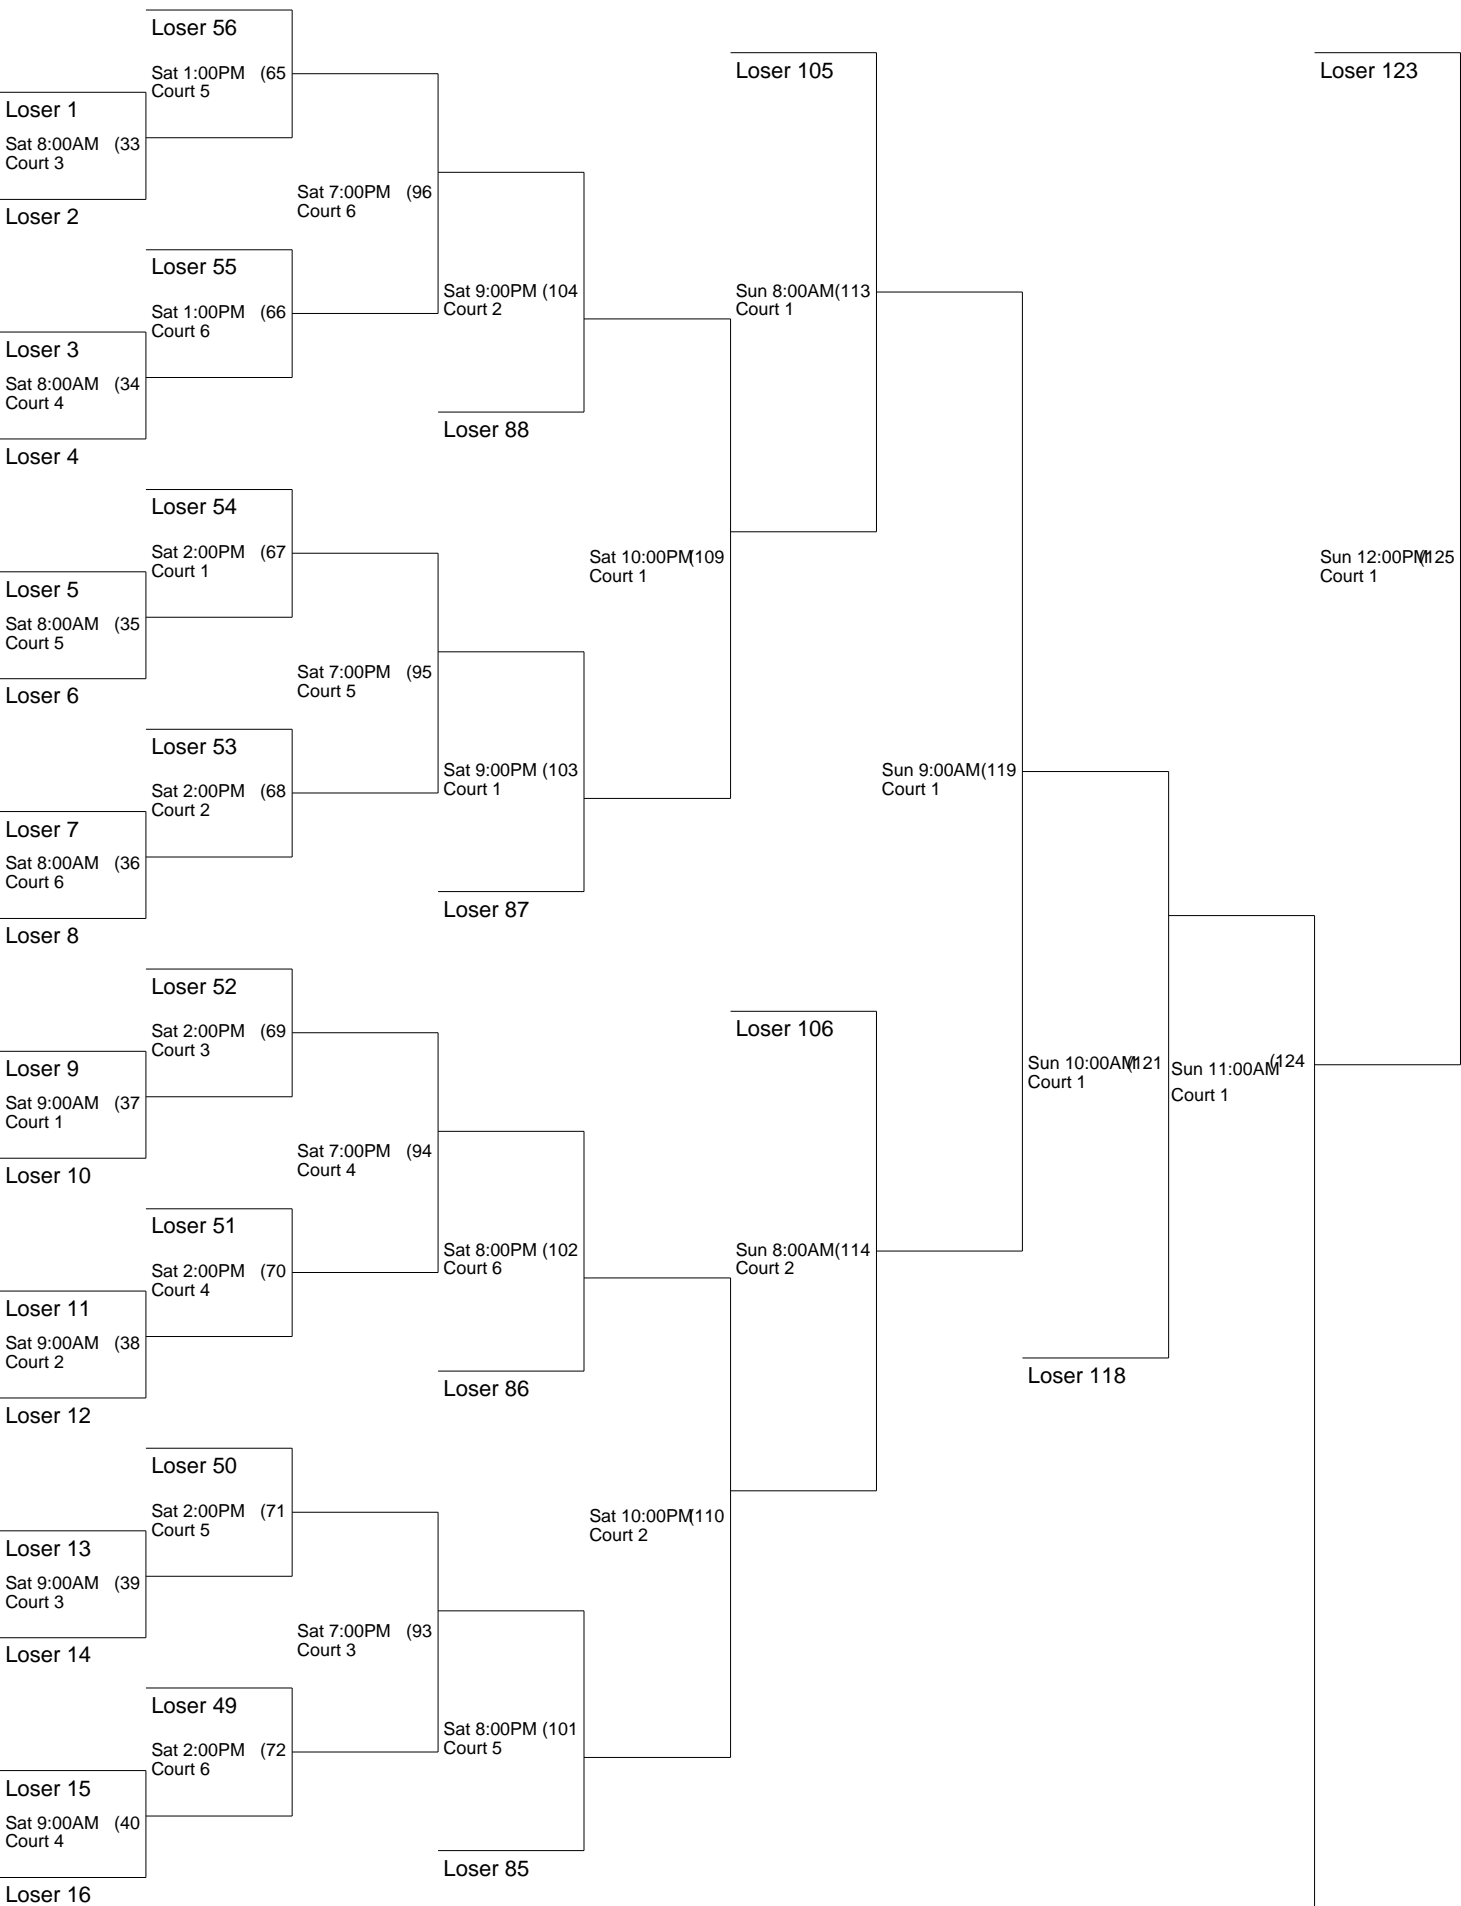 Loser 56
Sat 1:00PM (65
Court 5
Loser 1
Sat 8:00AM (33
Court 3
Loser 2
Sat 7:00PM (96
Court 6
Loser 55
Sat 1:00PM (66
Court 6
Loser 3
Sat 8:00AM (34
Court 4
Loser 4
Sat 9:00PM (104
Court 2
Loser 88
Loser 105
Sun 8:00AM(113
Court 1
Loser 123
Loser 54
Sat 2:00PM (67
Court 1
Loser 5
Sat 8:00AM (35
Court 5
Loser 6
Sat 7:00PM (95
Court 5
Sat 10:00PM(109
Court 1
Sun 12:00PM(125
Court 1
Loser 53
Sat 2:00PM (68
Court 2
Loser 7
Sat 8:00AM (36
Court 6
Loser 8
Sat 9:00PM (103
Court 1
Loser 87
Sun 9:00AM(119
Court 1
Loser 52
Sat 2:00PM (69
Court 3
Loser 9
Sat 9:00AM (37
Court 1
Loser 10
Sat 7:00PM (94
Court 4
Loser 106
Sun 10:00AM(121
Court 1
Sun 11:00AM(124
Court 1
Loser 51
Sat 2:00PM (70
Court 4
Loser 11
Sat 9:00AM (38
Court 2
Loser 12
Sat 8:00PM (102
Court 6
Loser 86
Sun 8:00AM(114
Court 2
Loser 118
Loser 50
Sat 2:00PM (71
Court 5
Loser 13
Sat 9:00AM (39
Court 3
Loser 14
Sat 7:00PM (93
Court 3
Sat 10:00PM(110
Court 2
Loser 49
Sat 2:00PM (72
Court 6
Loser 15
Sat 9:00AM (40
Court 4
Loser 16
Sat 8:00PM (101
Court 5
Loser 85